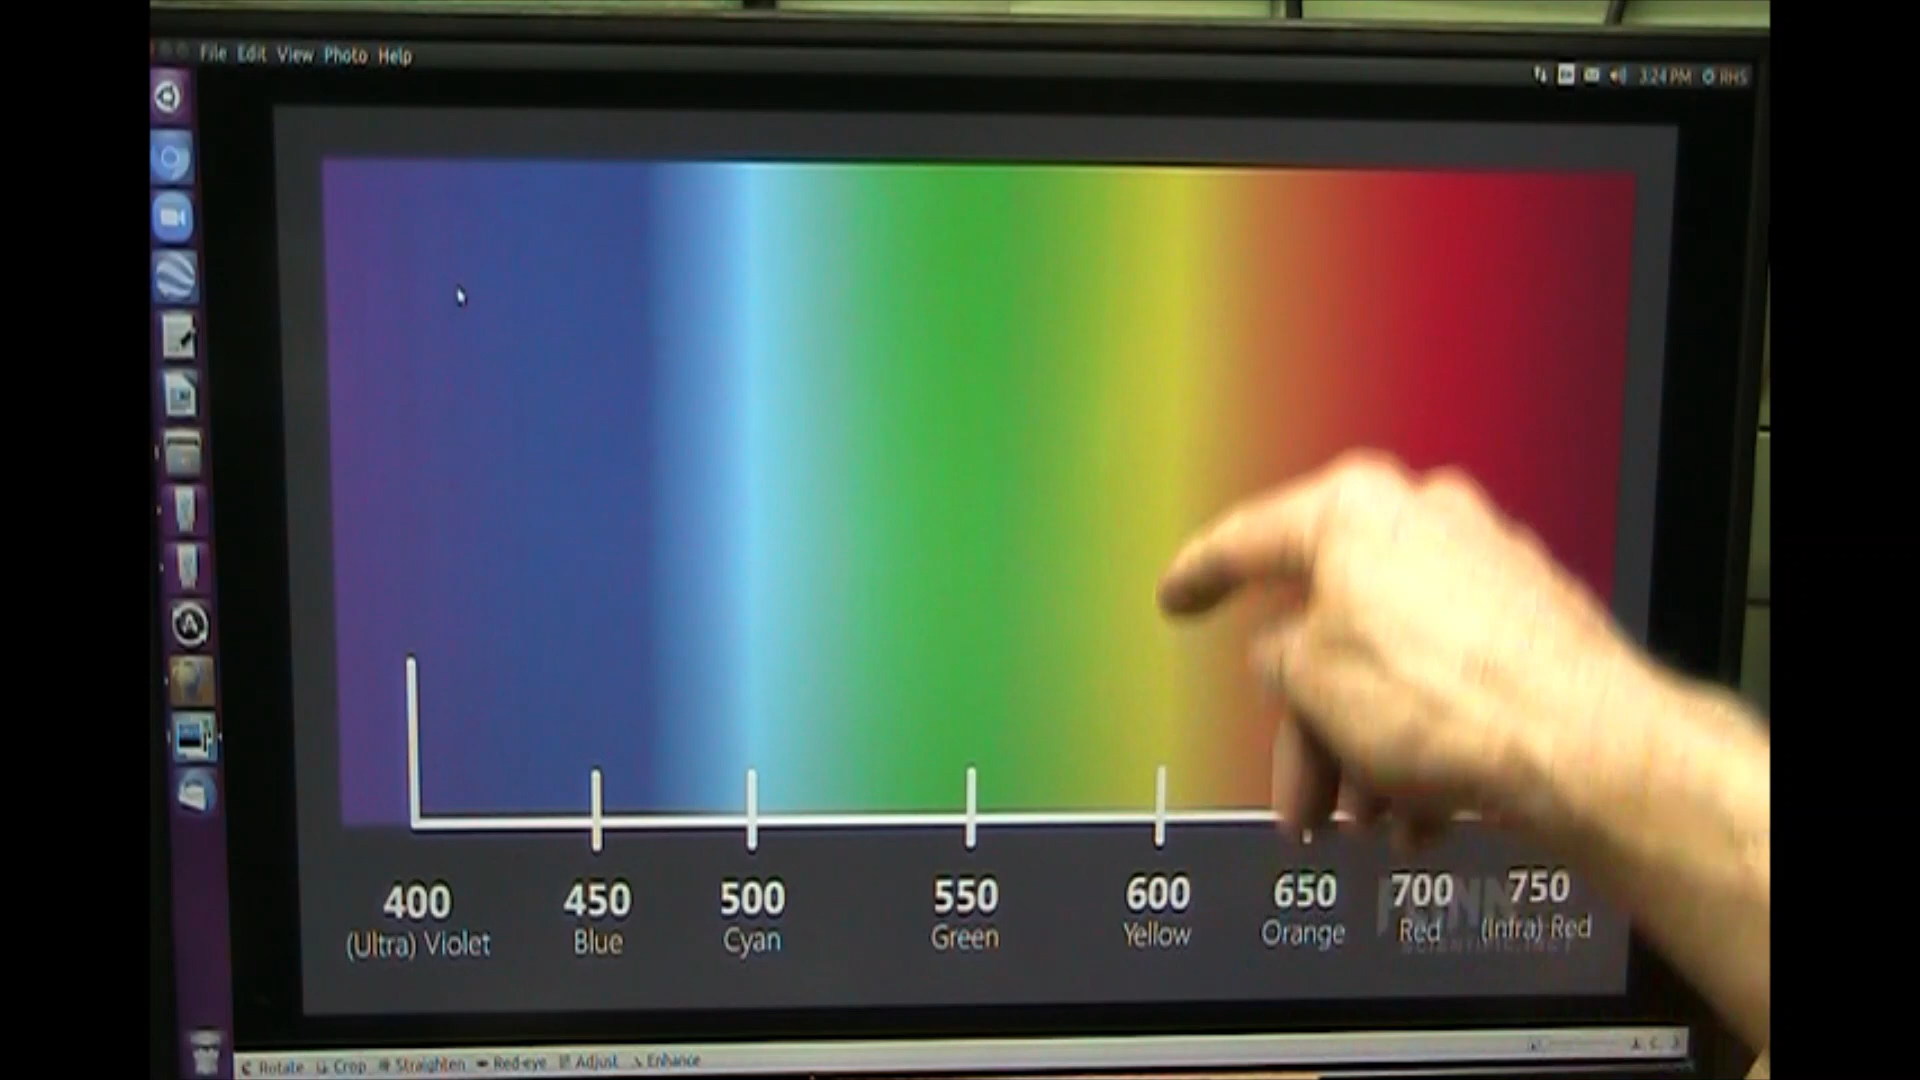 File Edit View Photo Help
3:24 PM RHS
400 450 500 550 600 650 700 750
(Ultra) Violet Blue Cyan Green Yellow Orange Red (Infra) Red
Rotate Crop Straighten Red-eye Adjust Enhance